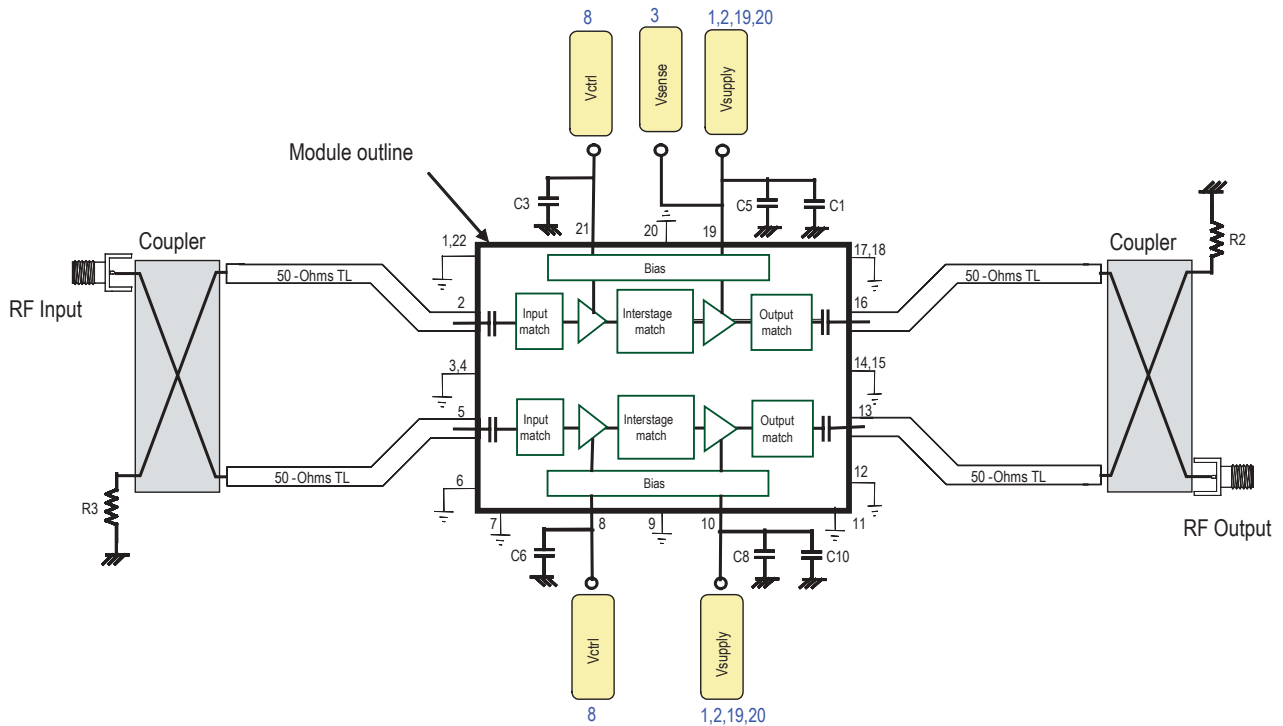 8
3
1,2,19,20
Vctrl
Vsense
Vsupply
Module outline
C3
C5
C1
21
20
19
R2
1,22
17,18
Coupler
Coupler
Bias
50 -Ohms TL
50 -Ohms TL
RF Input
2
16
Input
match
Interstage
match
Output
match
3,4
14,15
5
13
Input
match
Interstage
match
Output
match
50 -Ohms TL
50 -Ohms TL
Bias
6
12
R3
7
8
9
10
11
RF Output
C6
C8
C10
Vctrl
Vsupply
8
1,2,19,20